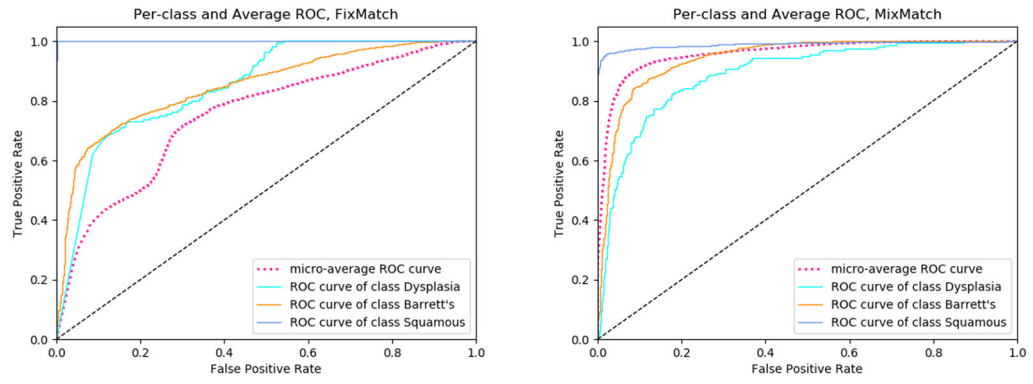 Per-class and Average ROC, FixMatch
1.0
0.8
0.6
0.4
0.2
0.0
True Positive Rate
micro-average ROC curve
ROC curve of class Dysplasia
ROC curve of class Barrett's
ROC curve of class Squamous
0.0 0.2 0.4 0.6 0.8 1.0
False Positive Rate
Per-class and Average ROC, MixMatch
1.0
0.8
0.6
0.4
0.2
0.0
True Positive Rate
micro-average ROC curve
ROC curve of class Dysplasia
ROC curve of class Barrett's
ROC curve of class Squamous
0.0 0.2 0.4 0.6 0.8 1.0
False Positive Rate